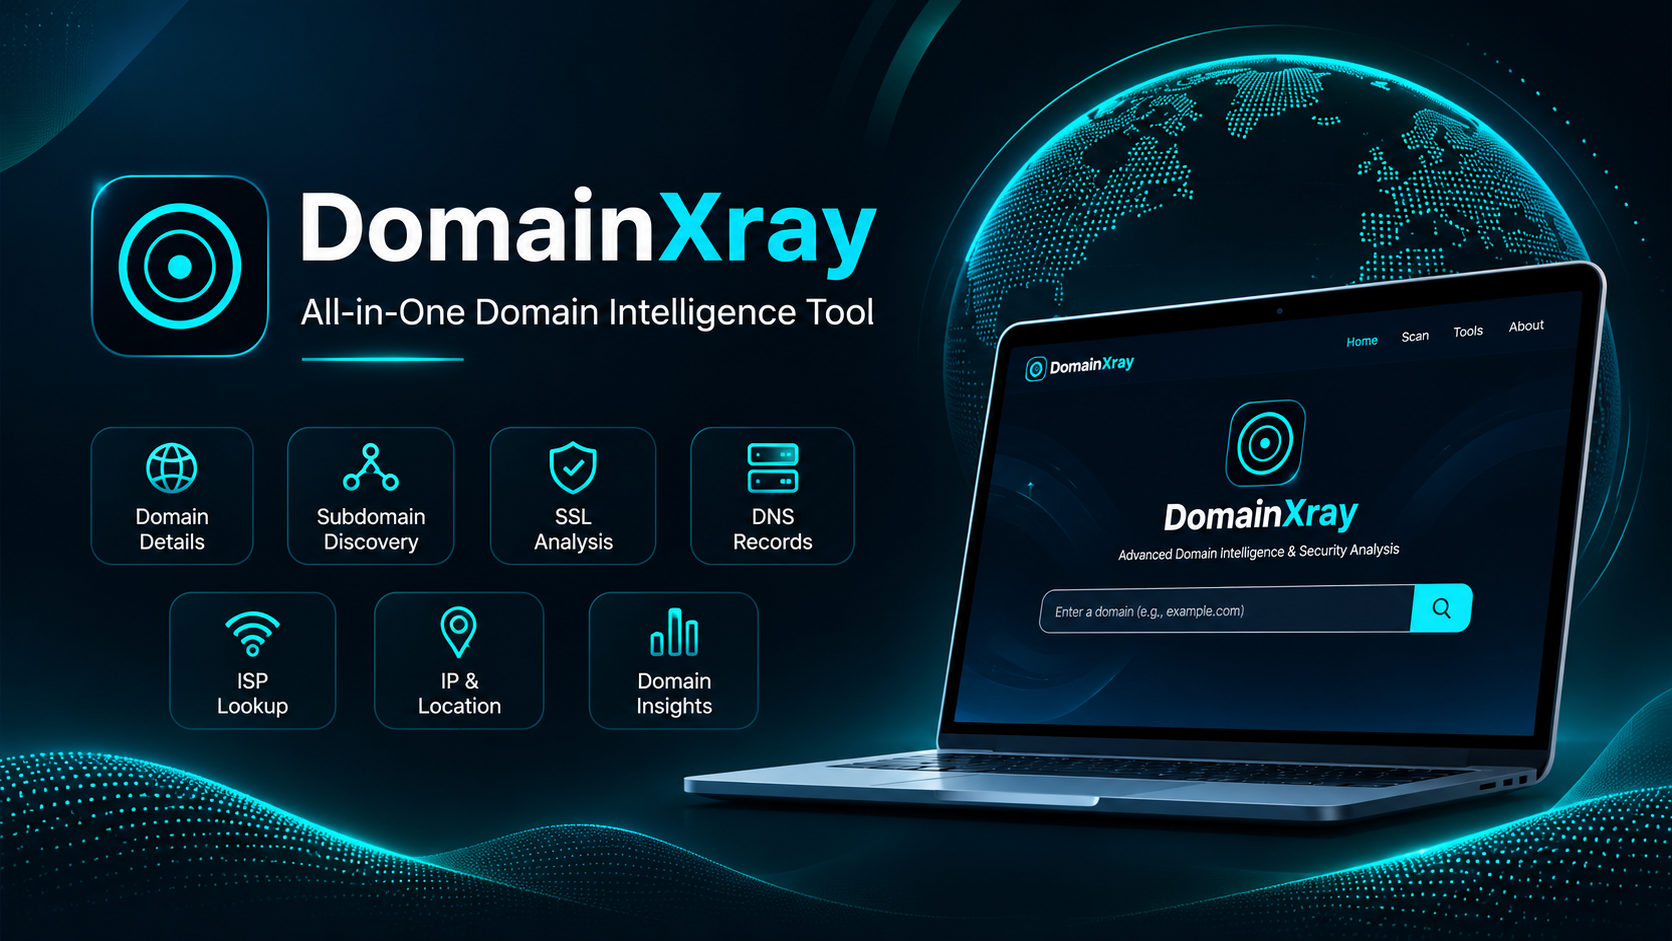 DomainXray
All-in-One Domain Intelligence Tool
Domain
Details
Subdomain
Discovery
SSL
Analysis
DNS
Records
ISP
Lookup
IP &
Location
Domain
Insights
DomainXray
Home Scan Tools About
DomainXray
Advanced Domain Intelligence & Security Analysis
Enter a domain (e.g., example.com)